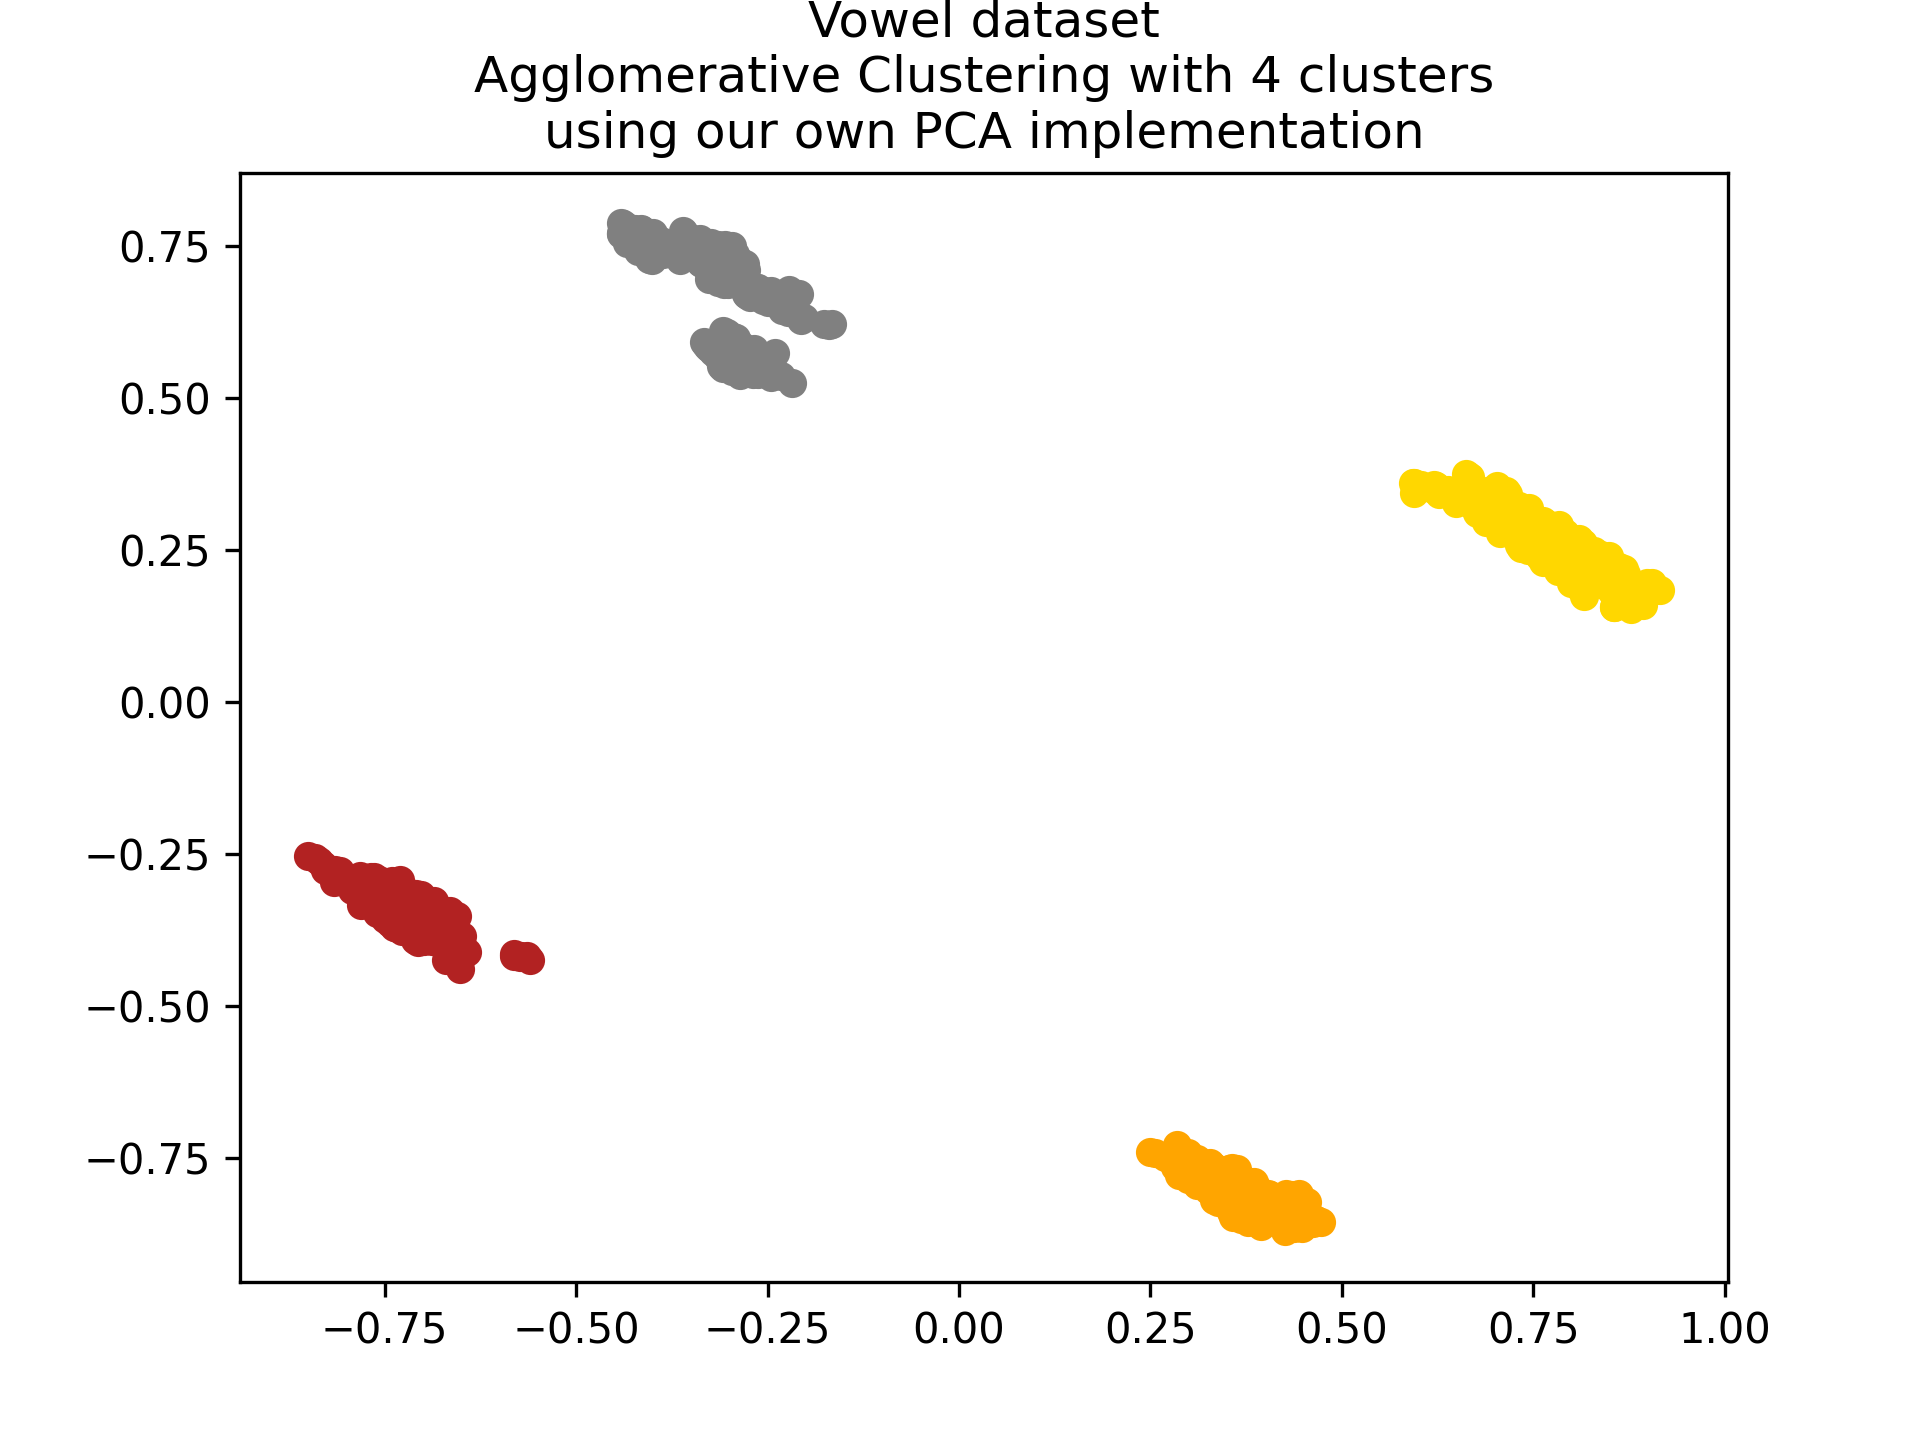 Vowel dataset
Agglomerative Clustering with 4 clusters
using our own PCA implementation
0.75
0.50
0.25
0.00
−0.25
−0.50
−0.75
−0.75 −0.50 −0.25 0.00 0.25 0.50 0.75 1.00